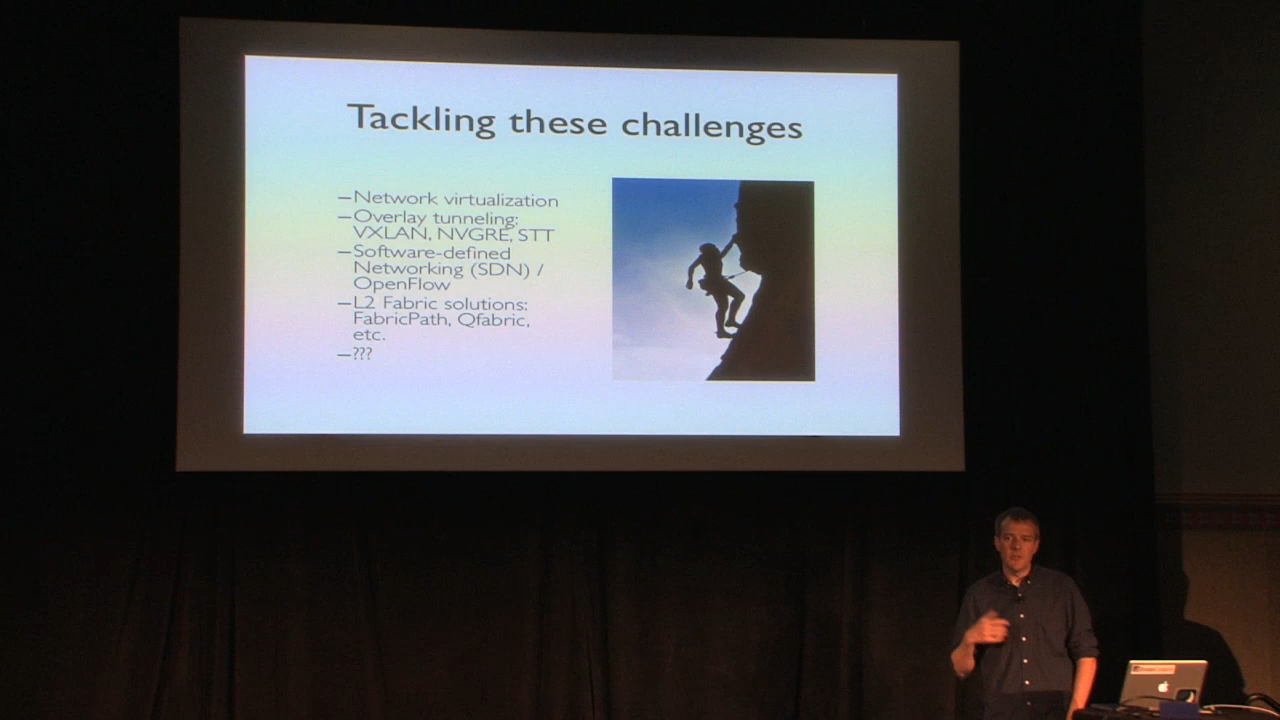 Tackling these challenges
–Network virtualization
–Overlay tunneling:
VXLAN, NVGRE, STT
–Software-defined
Networking (SDN) /
OpenFlow
–L2 Fabric solutions:
FabricPath, Qfabric,
etc.
–???